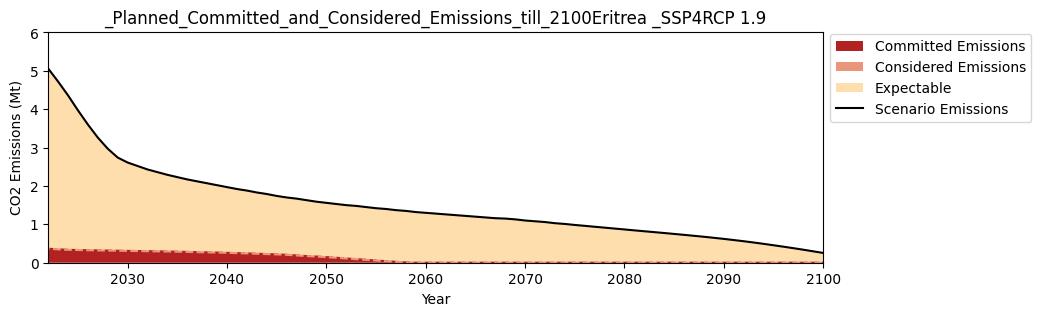 _Planned_Committed_and_Considered_Emissions_till_2100Eritrea _SSP4RCP 1.9
6
5
4
3
2
1
0
CO2 Emissions (Mt)
2030 2040 2050 2060 2070 2080 2090 2100
Year
Committed Emissions
Considered Emissions
Expectable
Scenario Emissions